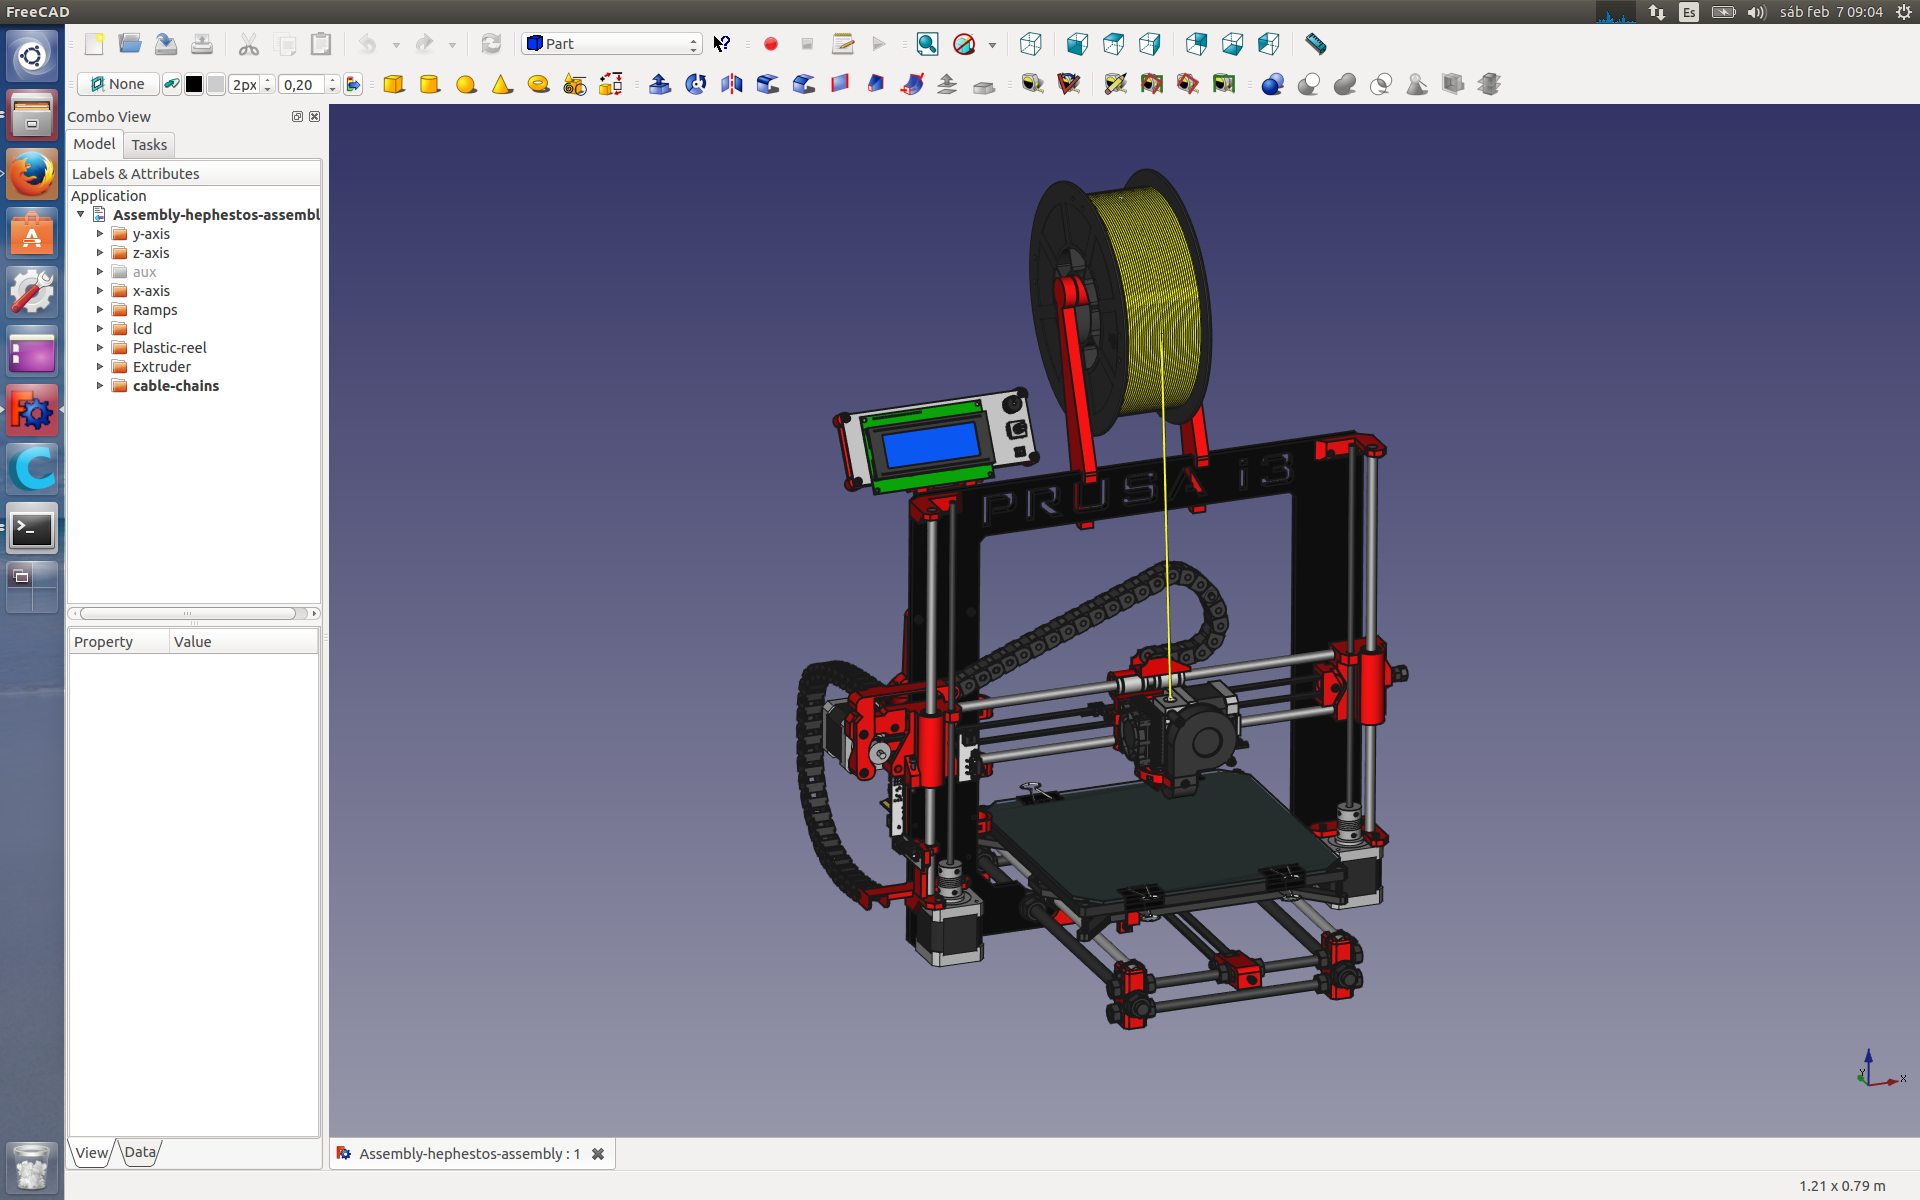 FreeCAD
Es
sáb feb 7 09:04
Part
None
2px
0,20
Combo View
Model
Tasks
Labels & Attributes
Application
Assembly-hephestos-assembl
y-axis
z-axis
aux
x-axis
Ramps
lcd
Plastic-reel
Extruder
cable-chains
Property
Value
PRUSA i3
Y
X
View
Data
Assembly-hephestos-assembly : 1
1.21 x 0.79 m